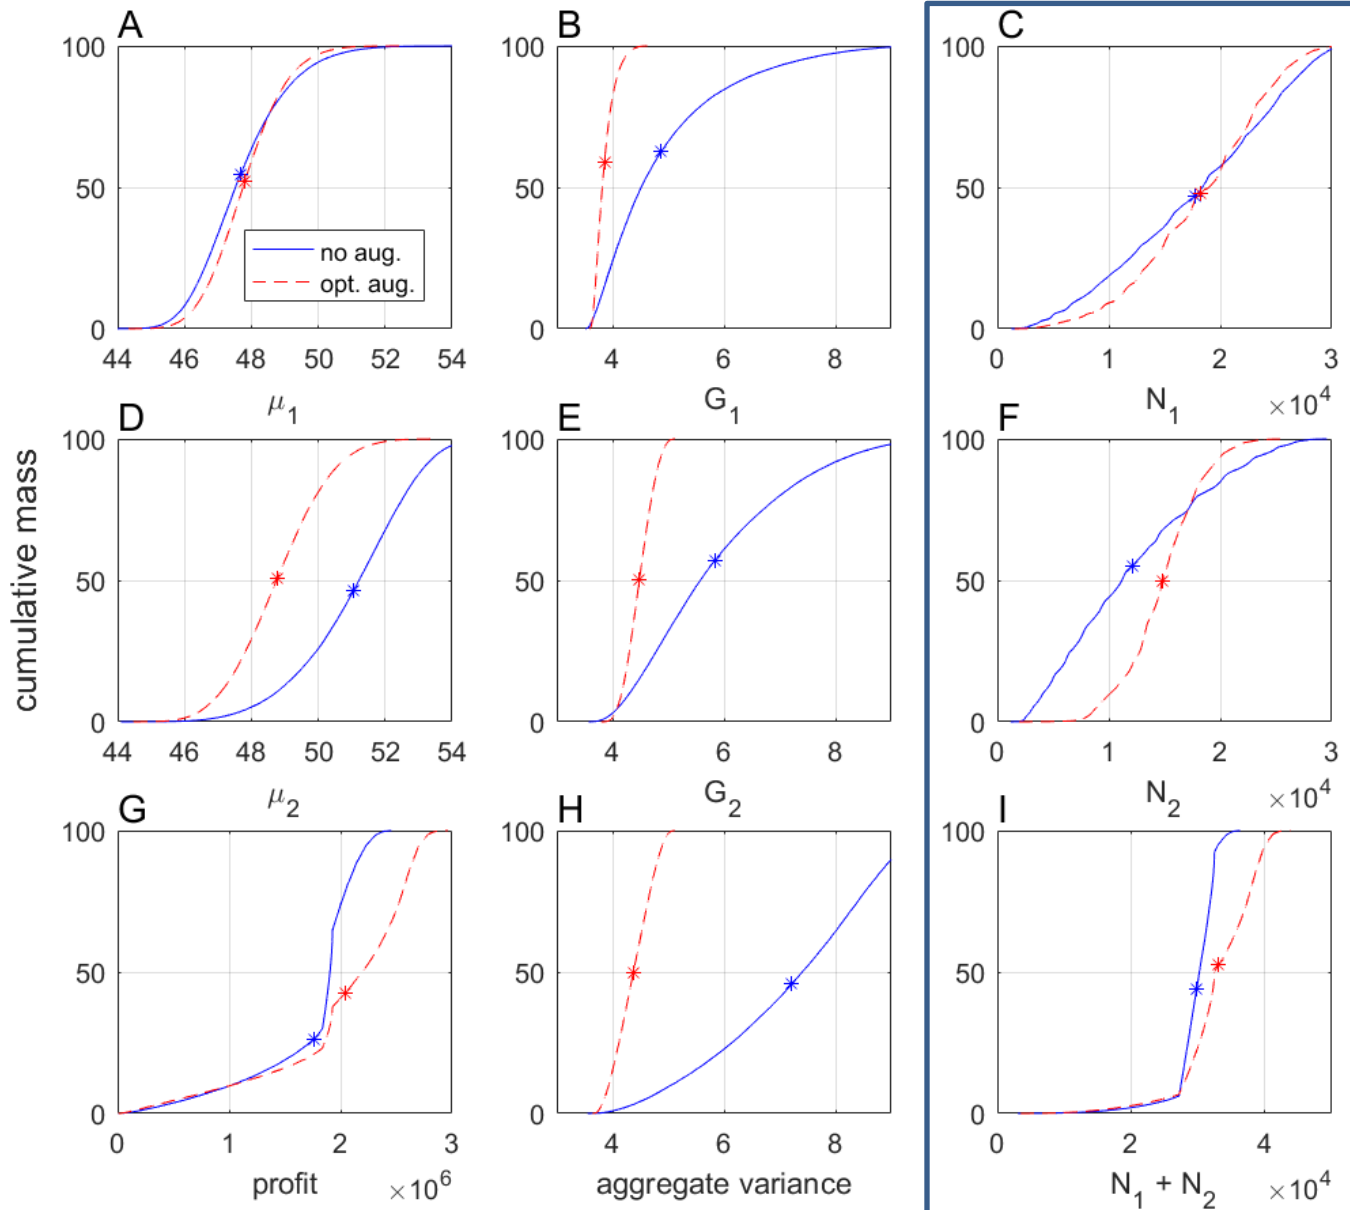 A B C
100 100 100
50 50 50
no aug.
opt. aug.
0 0 0
44 46 48 50 52 54 4 6 8 0 1 2 3
μ1 G1 N1 ×10^4
D E F
100 100 100
cumulative mass
50 50 50
0 0 0
44 46 48 50 52 54 4 6 8 0 1 2 3
μ2 G2 N2 ×10^4
G H I
100 100 100
50 50 50
0 0 0
0 1 2 3 4 6 8 0 2 4
profit ×10^6 aggregate variance N1 + N2 ×10^4